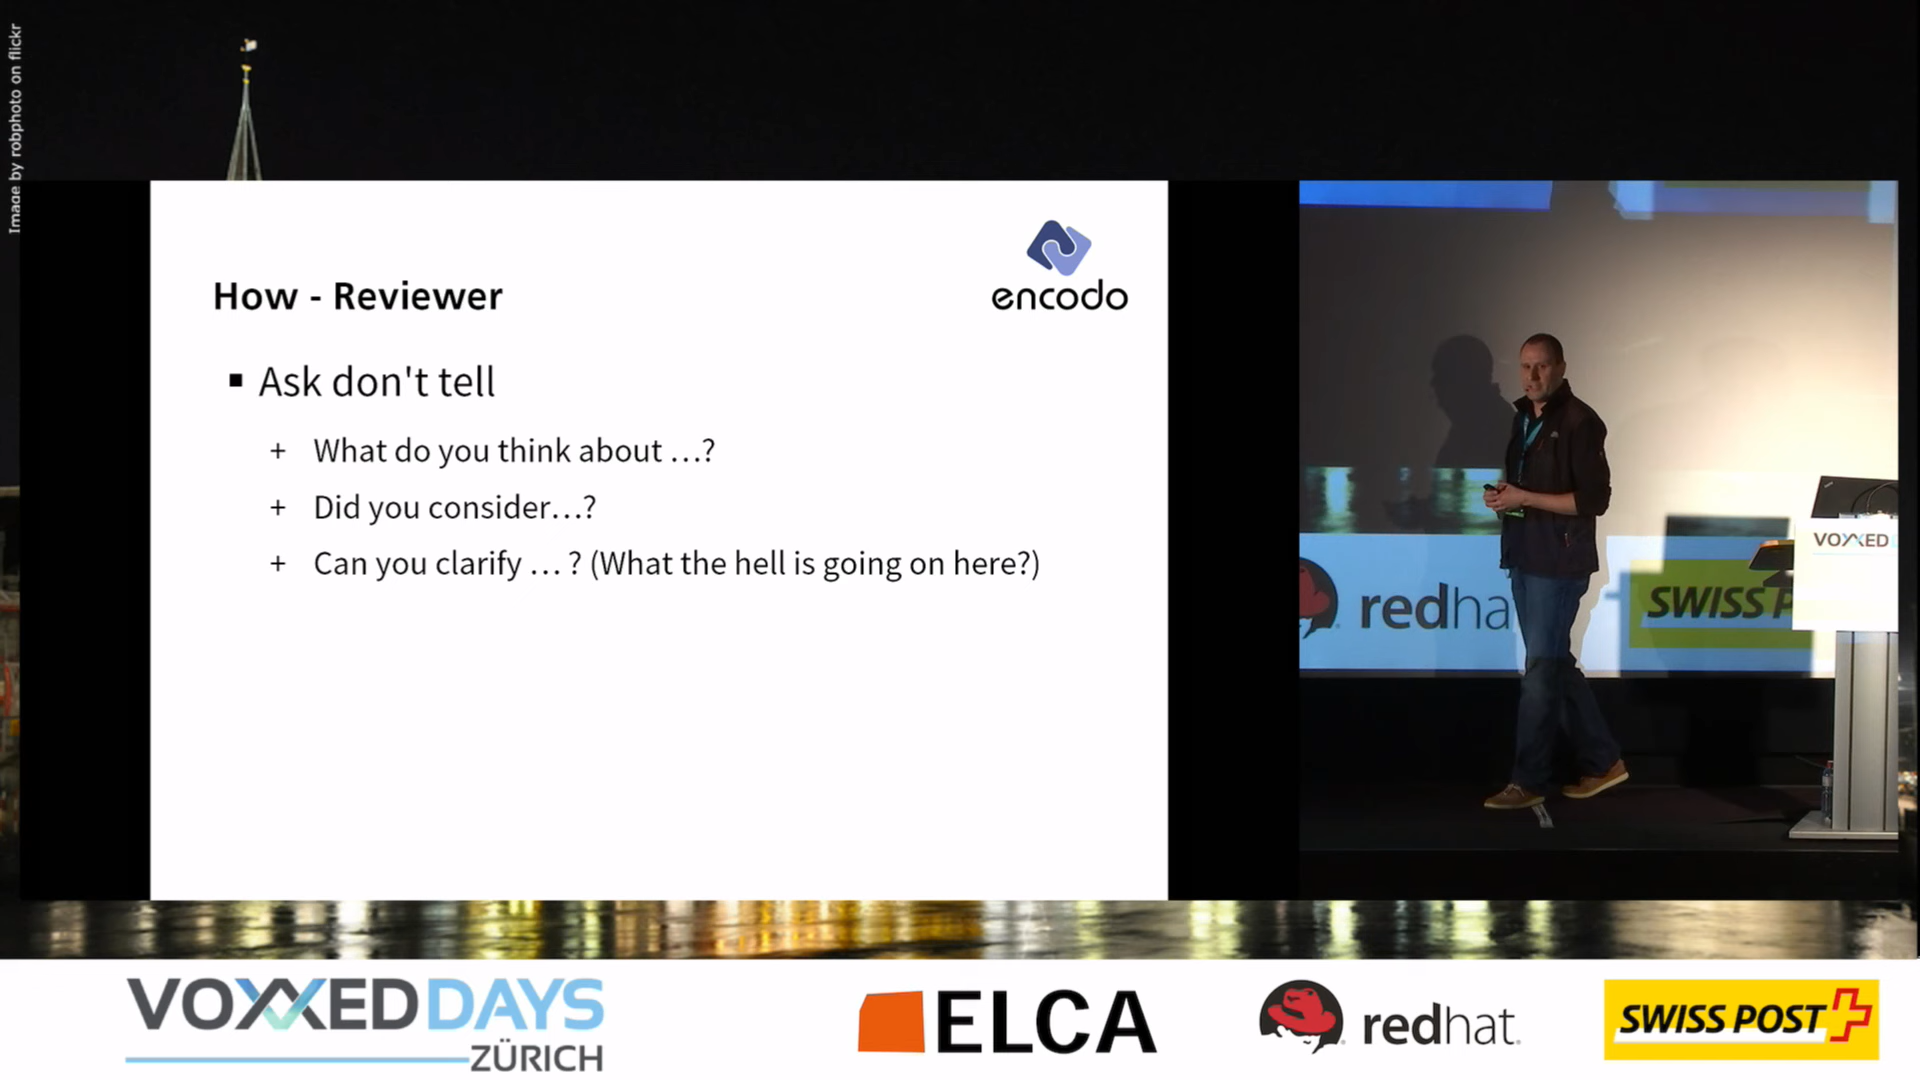 Image by robphoto on flickr
encodo
How - Reviewer
▪ Ask don't tell
+ What do you think about …?
+ Did you consider…?
+ Can you clarify … ? (What the hell is going on here?)
VOXXED
redha
SWISS P
VOXXED DAYS
ZÜRICH
ELCA
redhat.
SWISS POST